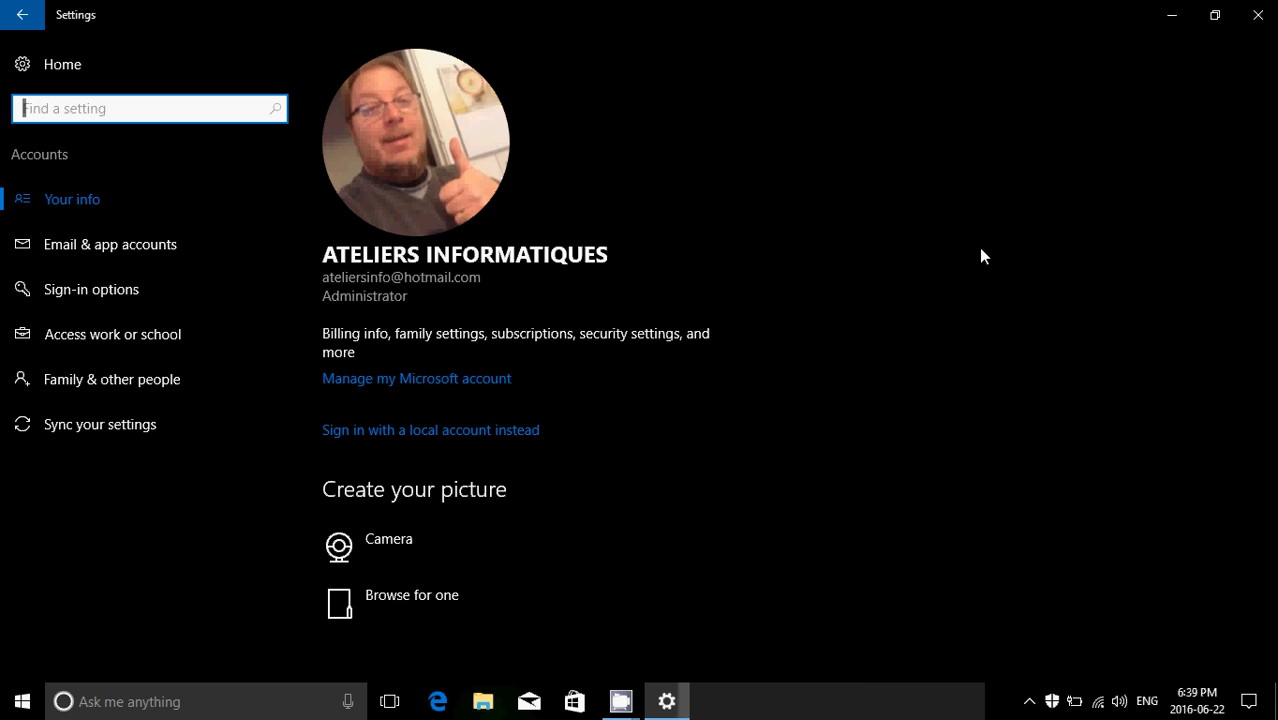 Settings
Home
Find a setting
Accounts
Your info
Email & app accounts
Sign-in options
Access work or school
Family & other people
Sync your settings
ATELIERS INFORMATIQUES
ateliersinfo@hotmail.com
Administrator
Billing info, family settings, subscriptions, security settings, and
more
Manage my Microsoft account
Sign in with a local account instead
Create your picture
Camera
Browse for one
Ask me anything
ENG
6:39 PM
2016-06-22